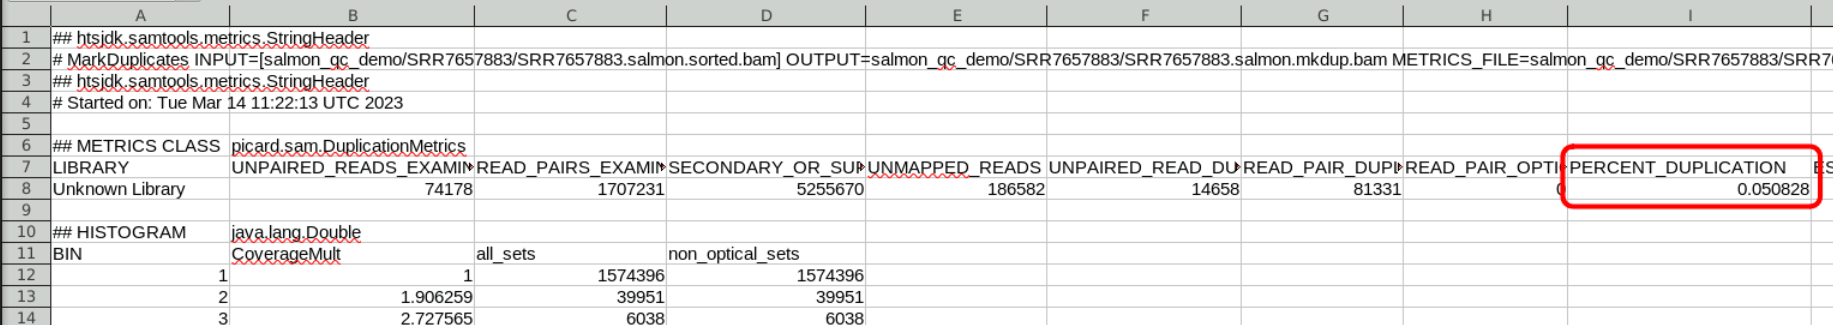 A B C D E F G H I
1 ## htsjdk.samtools.metrics.StringHeader
2 # MarkDuplicates INPUT=[salmon_qc_demo/SRR7657883/SRR7657883.salmon.sorted.bam] OUTPUT=salmon_qc_demo/SRR7657883/SRR7657883.salmon.mkdup.bam METRICS_FILE=salmon_qc_demo/SRR7657883/SRR7
3 ## htsjdk.samtools.metrics.StringHeader
4 # Started on: Tue Mar 14 11:22:13 UTC 2023
5
6 ## METRICS CLASS picard.sam.DuplicationMetrics
7 LIBRARY UNPAIRED_READS_EXAMIN READ_PAIRS_EXAMIN SECONDARY_OR_SUP UNMAPPED_READS UNPAIRED_READ_DU READ_PAIR_DUPL READ_PAIR_OPTI PERCENT_DUPLICATION ES
8 Unknown Library 74178 1707231 5255670 186582 14658 81331 0 0.050828
9
10 ## HISTOGRAM java.lang.Double
11 BIN CoverageMult all_sets non_optical_sets
12 1 1 1574396 1574396
13 2 1.906259 39951 39951
14 3 2.727565 6038 6038